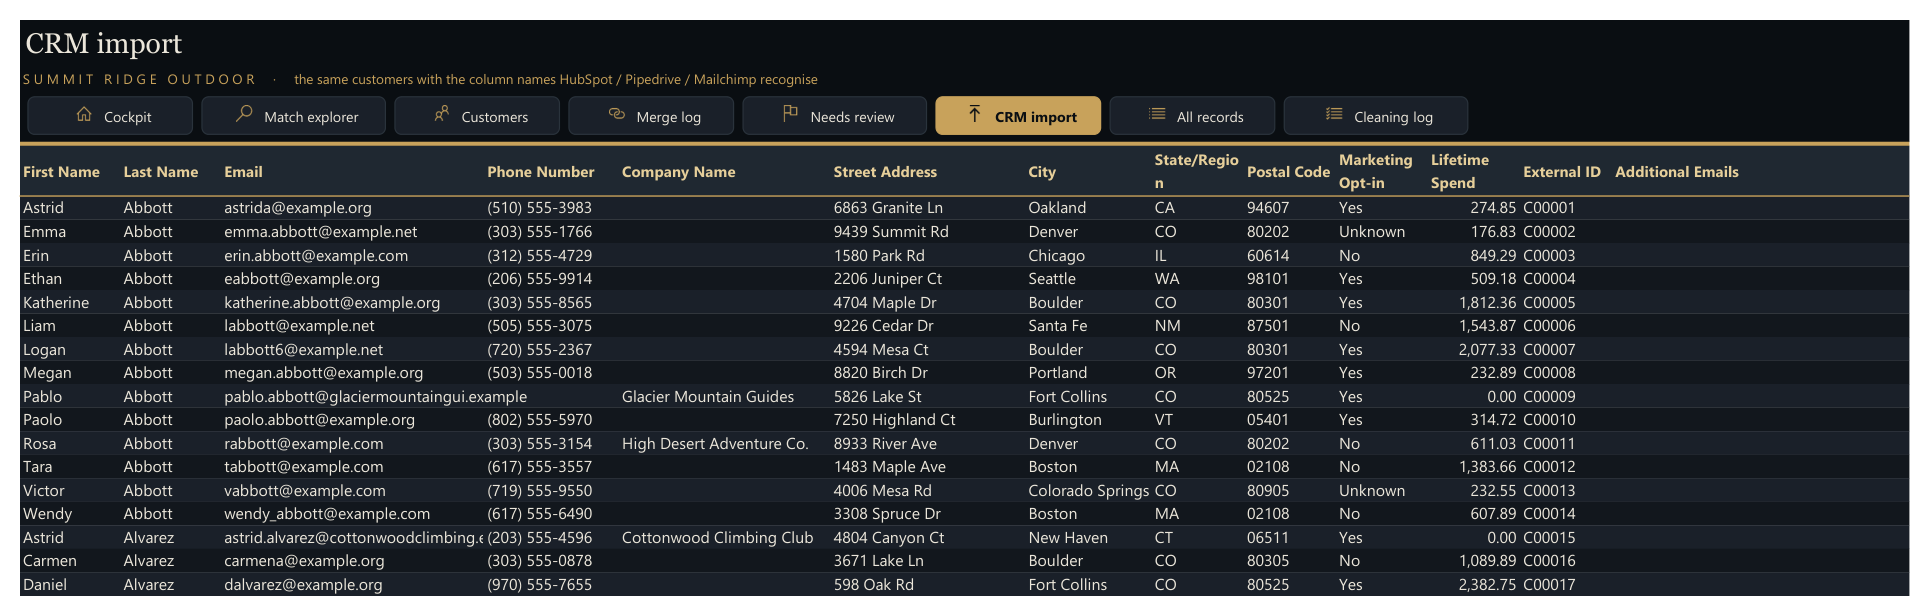 CRM import
SUMMIT RIDGE OUTDOOR · the same customers with the column names HubSpot / Pipedrive / Mailchimp recognise
Cockpit Match explorer Customers Merge log Needs review CRM import All records Cleaning log
First Name Last Name Email Phone Number Company Name Street Address City State/Region Postal Code Marketing Opt-in Lifetime Spend External ID Additional Emails
Astrid Abbott astrida@example.org (510) 555-3983 6863 Granite Ln Oakland CA 94607 Yes 274.85 C00001
Emma Abbott emma.abbott@example.net (303) 555-1766 9439 Summit Rd Denver CO 80202 Unknown 176.83 C00002
Erin Abbott erin.abbott@example.com (312) 555-4729 1580 Park Rd Chicago IL 60614 No 849.29 C00003
Ethan Abbott eabbott@example.org (206) 555-9914 2206 Juniper Ct Seattle WA 98101 Yes 509.18 C00004
Katherine Abbott katherine.abbott@example.org (303) 555-8565 4704 Maple Dr Boulder CO 80301 Yes 1,812.36 C00005
Liam Abbott labbott@example.net (505) 555-3075 9226 Cedar Dr Santa Fe NM 87501 No 1,543.87 C00006
Logan Abbott labbott6@example.net (720) 555-2367 4594 Mesa Ct Boulder CO 80301 Yes 2,077.33 C00007
Megan Abbott megan.abbott@example.org (503) 555-0018 8820 Birch Dr Portland OR 97201 Yes 232.89 C00008
Pablo Abbott pablo.abbott@glaciermountaingui.example Glacier Mountain Guides 5826 Lake St Fort Collins CO 80525 Yes 0.00 C00009
Paolo Abbott paolo.abbott@example.org (802) 555-5970 7250 Highland Ct Burlington VT 05401 Yes 314.72 C00010
Rosa Abbott rabbott@example.com (303) 555-3154 High Desert Adventure Co. 8933 River Ave Denver CO 80202 No 611.03 C00011
Tara Abbott tabbott@example.com (617) 555-3557 1483 Maple Ave Boston MA 02108 No 1,383.66 C00012
Victor Abbott vabbott@example.com (719) 555-9550 4006 Mesa Rd Colorado Springs CO 80905 Unknown 232.55 C00013
Wendy Abbott wendy_abbott@example.com (617) 555-6490 3308 Spruce Dr Boston MA 02108 No 607.89 C00014
Astrid Alvarez astrid.alvarez@cottonwoodclimbing.e (203) 555-4596 Cottonwood Climbing Club 4804 Canyon Ct New Haven CT 06511 Yes 0.00 C00015
Carmen Alvarez carmena@example.org (303) 555-0878 3671 Lake Ln Boulder CO 80305 No 1,089.89 C00016
Daniel Alvarez dalvarez@example.org (970) 555-7655 598 Oak Rd Fort Collins CO 80525 Yes 2,382.75 C00017